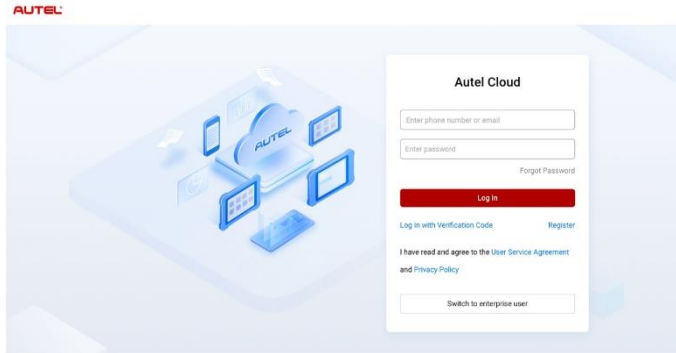 AUTEL
AUTEL
Autel Cloud
Enter phone number or email
Enter password
Forgot Password
Log In
Log In with Verification Code
Register
I have read and agree to the User Service Agreement
and Privacy Policy
Switch to enterprise user